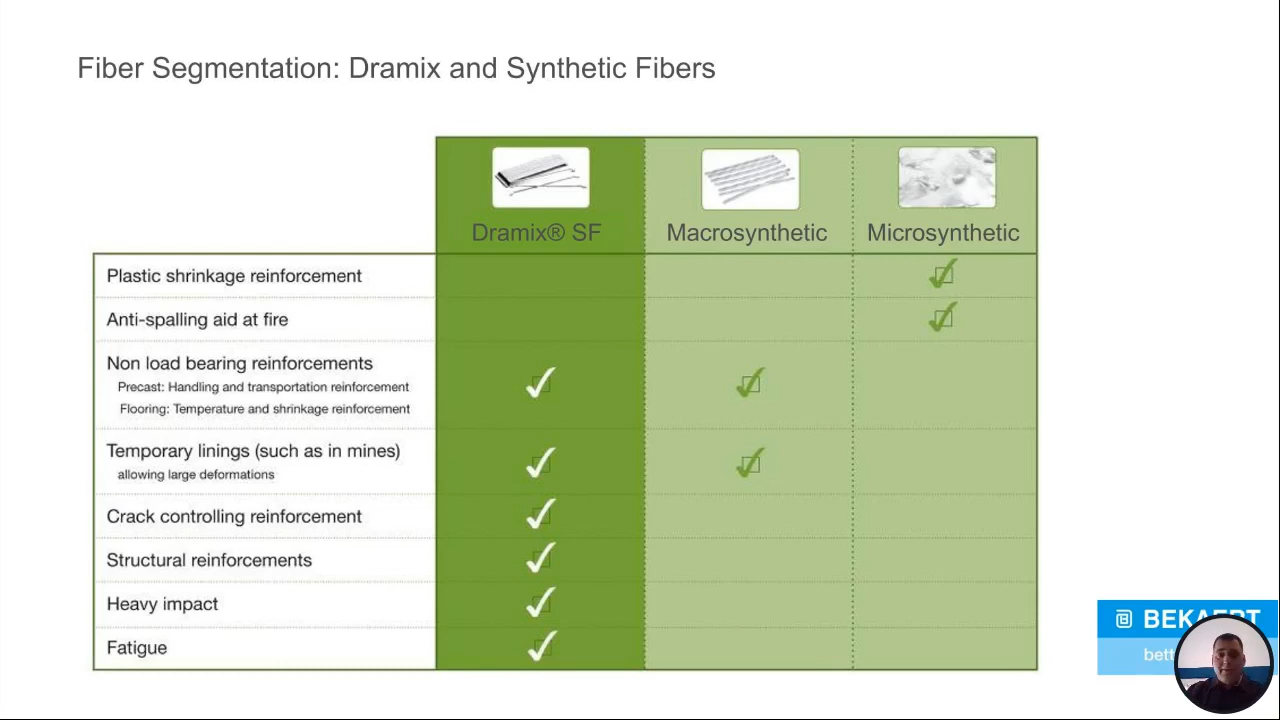 Fiber Segmentation: Dramix and Synthetic Fibers
Dramix® SF
Macrosynthetic
Microsynthetic
Plastic shrinkage reinforcement
Anti-spalling aid at fire
Non load bearing reinforcements
Precast: Handling and transportation reinforcement
Flooring: Temperature and shrinkage reinforcement
Temporary linings (such as in mines)
allowing large deformations
Crack controlling reinforcement
Structural reinforcements
Heavy impact
Fatigue
BEKAERT